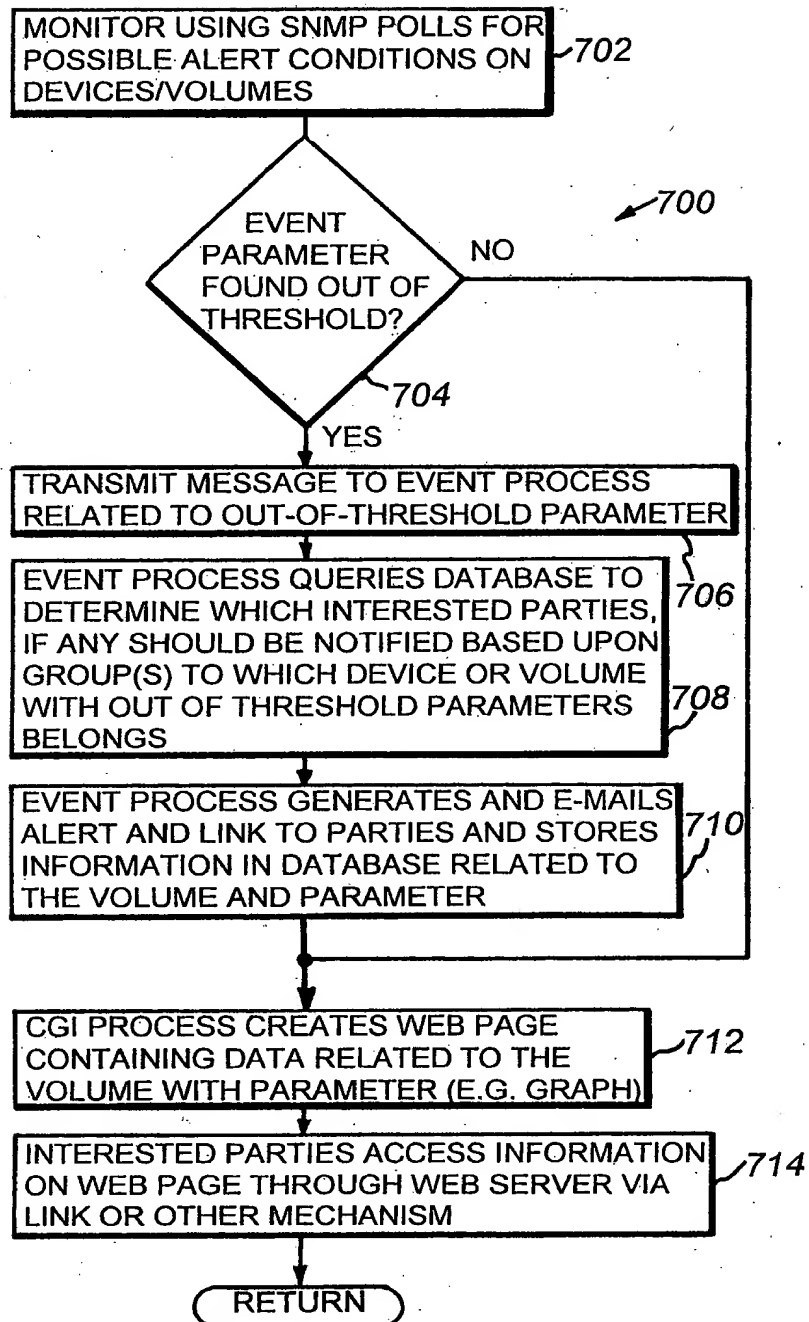 MONITOR USING SNMP POLLS FOR
POSSIBLE ALERT CONDITIONS ON
DEVICES/VOLUMES
702
700
EVENT
PARAMETER
FOUND OUT OF
THRESHOLD?
NO
704
YES
TRANSMIT MESSAGE TO EVENT PROCESS
RELATED TO OUT-OF-THRESHOLD PARAMETER
706
EVENT PROCESS QUERIES DATABASE TO
DETERMINE WHICH INTERESTED PARTIES,
IF ANY SHOULD BE NOTIFIED BASED UPON
GROUP(S) TO WHICH DEVICE OR VOLUME
WITH OUT OF THRESHOLD PARAMETERS
BELONGS
708
EVENT PROCESS GENERATES AND E-MAILS
ALERT AND LINK TO PARTIES AND STORES
INFORMATION IN DATABASE RELATED TO
THE VOLUME AND PARAMETER
710
CGI PROCESS CREATES WEB PAGE
CONTAINING DATA RELATED TO THE
VOLUME WITH PARAMETER (E.G. GRAPH)
712
INTERESTED PARTIES ACCESS INFORMATION
ON WEB PAGE THROUGH WEB SERVER VIA
LINK OR OTHER MECHANISM
714
RETURN